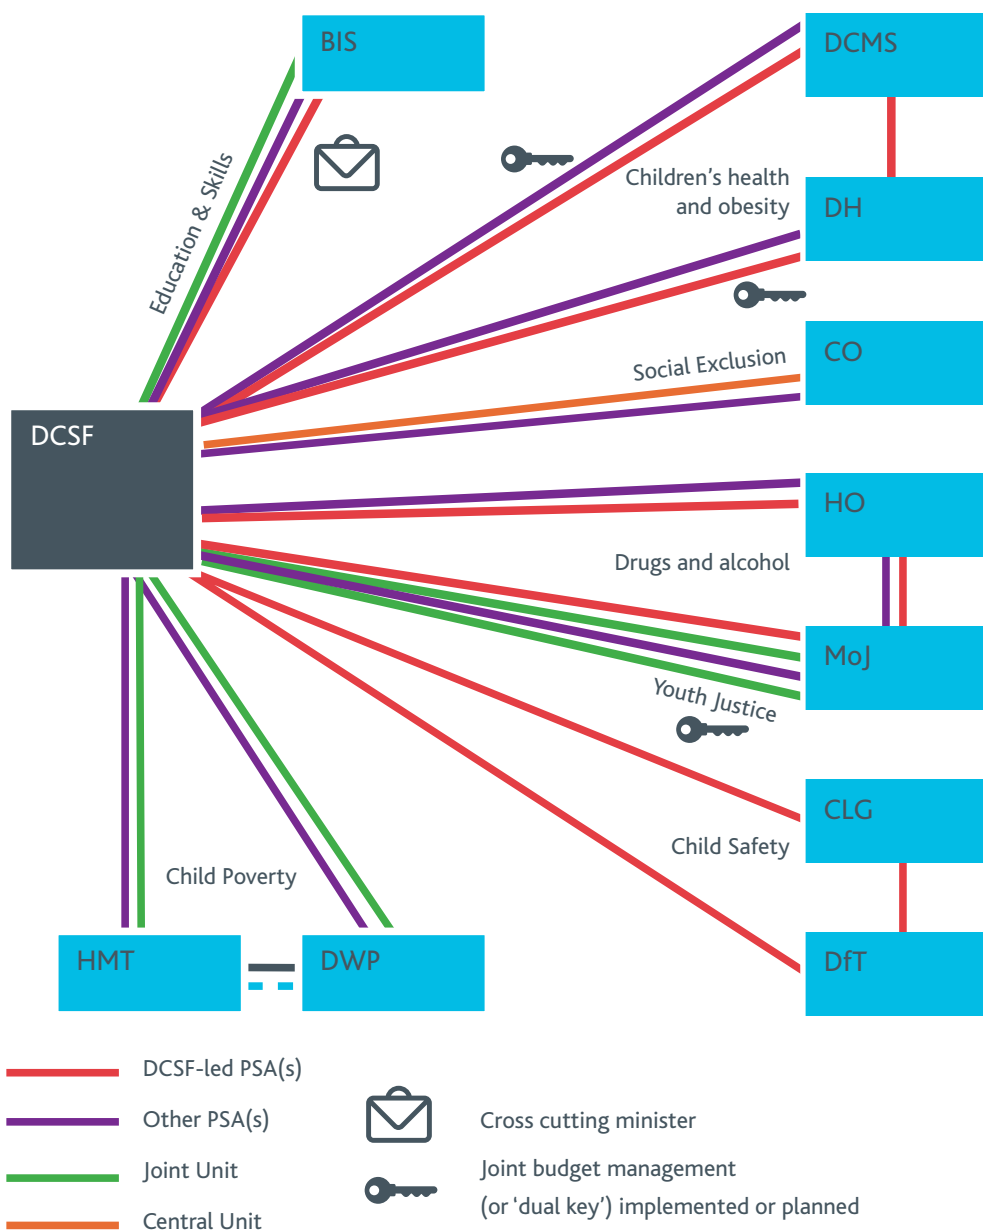 BIS
DCMS
Education & Skills
Children's health
and obesity
DH
Social Exclusion
CO
DCSF
HO
Drugs and alcohol
MoJ
Youth Justice
CLG
Child Safety
Child Poverty
HMT
DWP
DfT
DCSF-led PSA(s)
Other PSA(s)
Joint Unit
Central Unit
Cross cutting minister
Joint budget management
(or ‘dual key’) implemented or planned